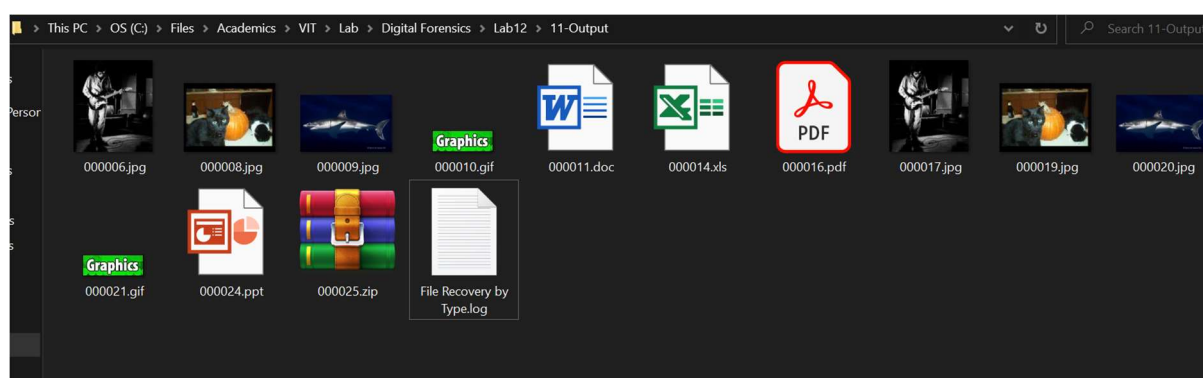 This PC > OS (C:) > Files > Academics > VIT > Lab > Digital Forensics > Lab12 > 11-Output
Search 11-Output
s
Person
Graphics
W
X
PDF
000006.jpg
000008.jpg
000009.jpg
000010.gif
000011.doc
000014.xls
000016.pdf
000017.jpg
000019.jpg
000020.jpg
s
s
s
Graphics
000021.gif
000024.ppt
000025.zip
File Recovery by
Type.log